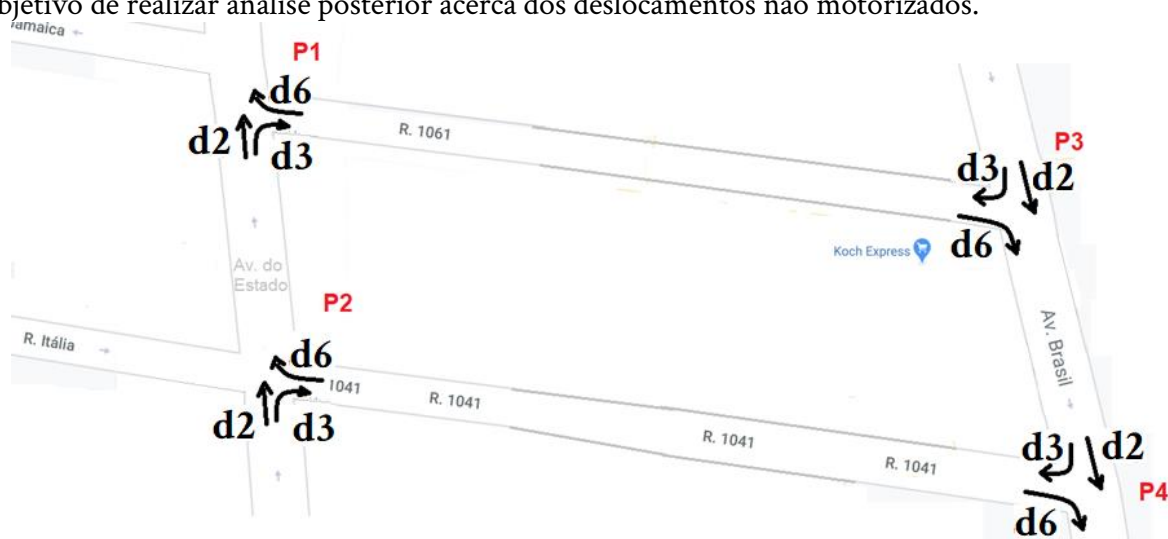 bjetivo de realizar análise posterior acerca dos deslocamentos não motorizados.
amaica ←
P1
d6
d2
d3
R. 1061
P3
d3
d2
d6
Koch Express
Av. do
Estado
P2
Av. Brasil
R. Itália →
d6
1041
R. 1041
d2
d3
R. 1041
R. 1041
d3
d2
P4
d6